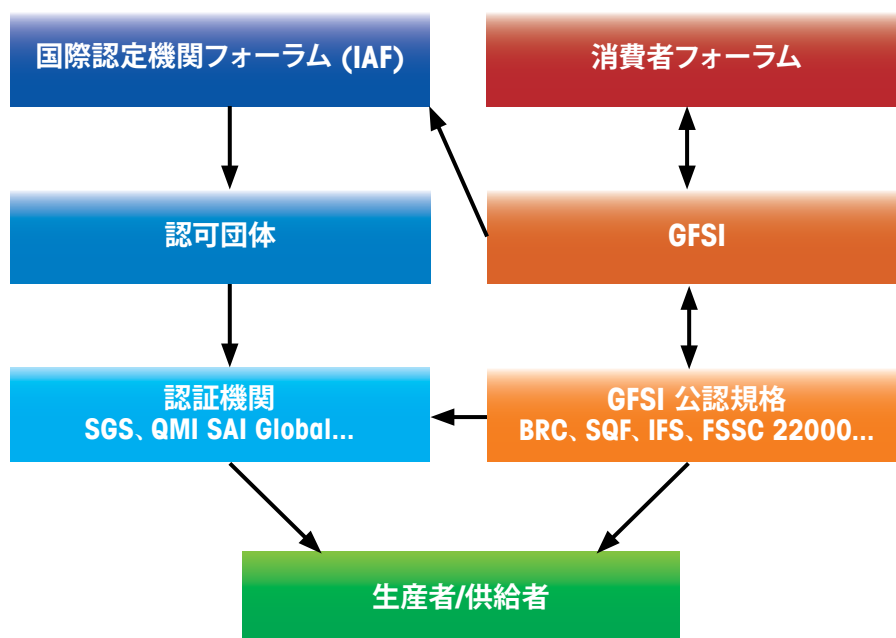 国際認定機関フォーラム (IAF)
消費者フォーラム
認可団体
GFSI
認証機関
SGS、QMI SAI Global...
GFSI 公認規格
BRC、SQF、IFS、FSSC 22000...
生産者/供給者